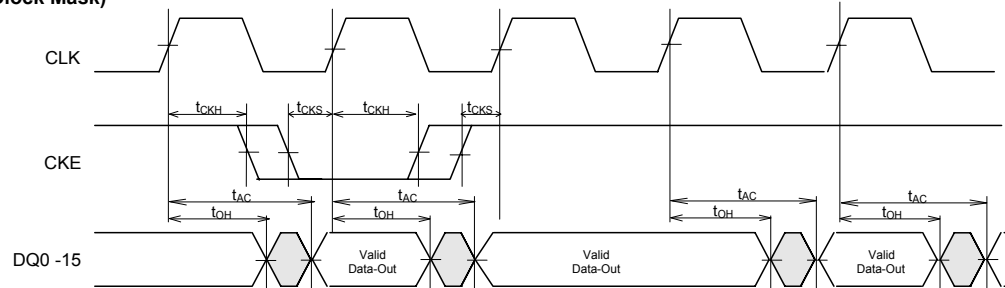 lock Mask)
CLK
tCKH tCKS tCKH tCKS
CKE
tAC tAC tAC tAC
tOH tOH tOH tOH
DQ0 -15
Valid Data-Out
Valid Data-Out
Valid Data-Out